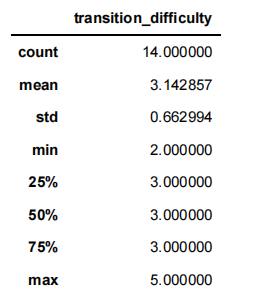 transition_difficulty
count 14.000000
mean 3.142857
std 0.662994
min 2.000000
25% 3.000000
50% 3.000000
75% 3.000000
max 5.000000